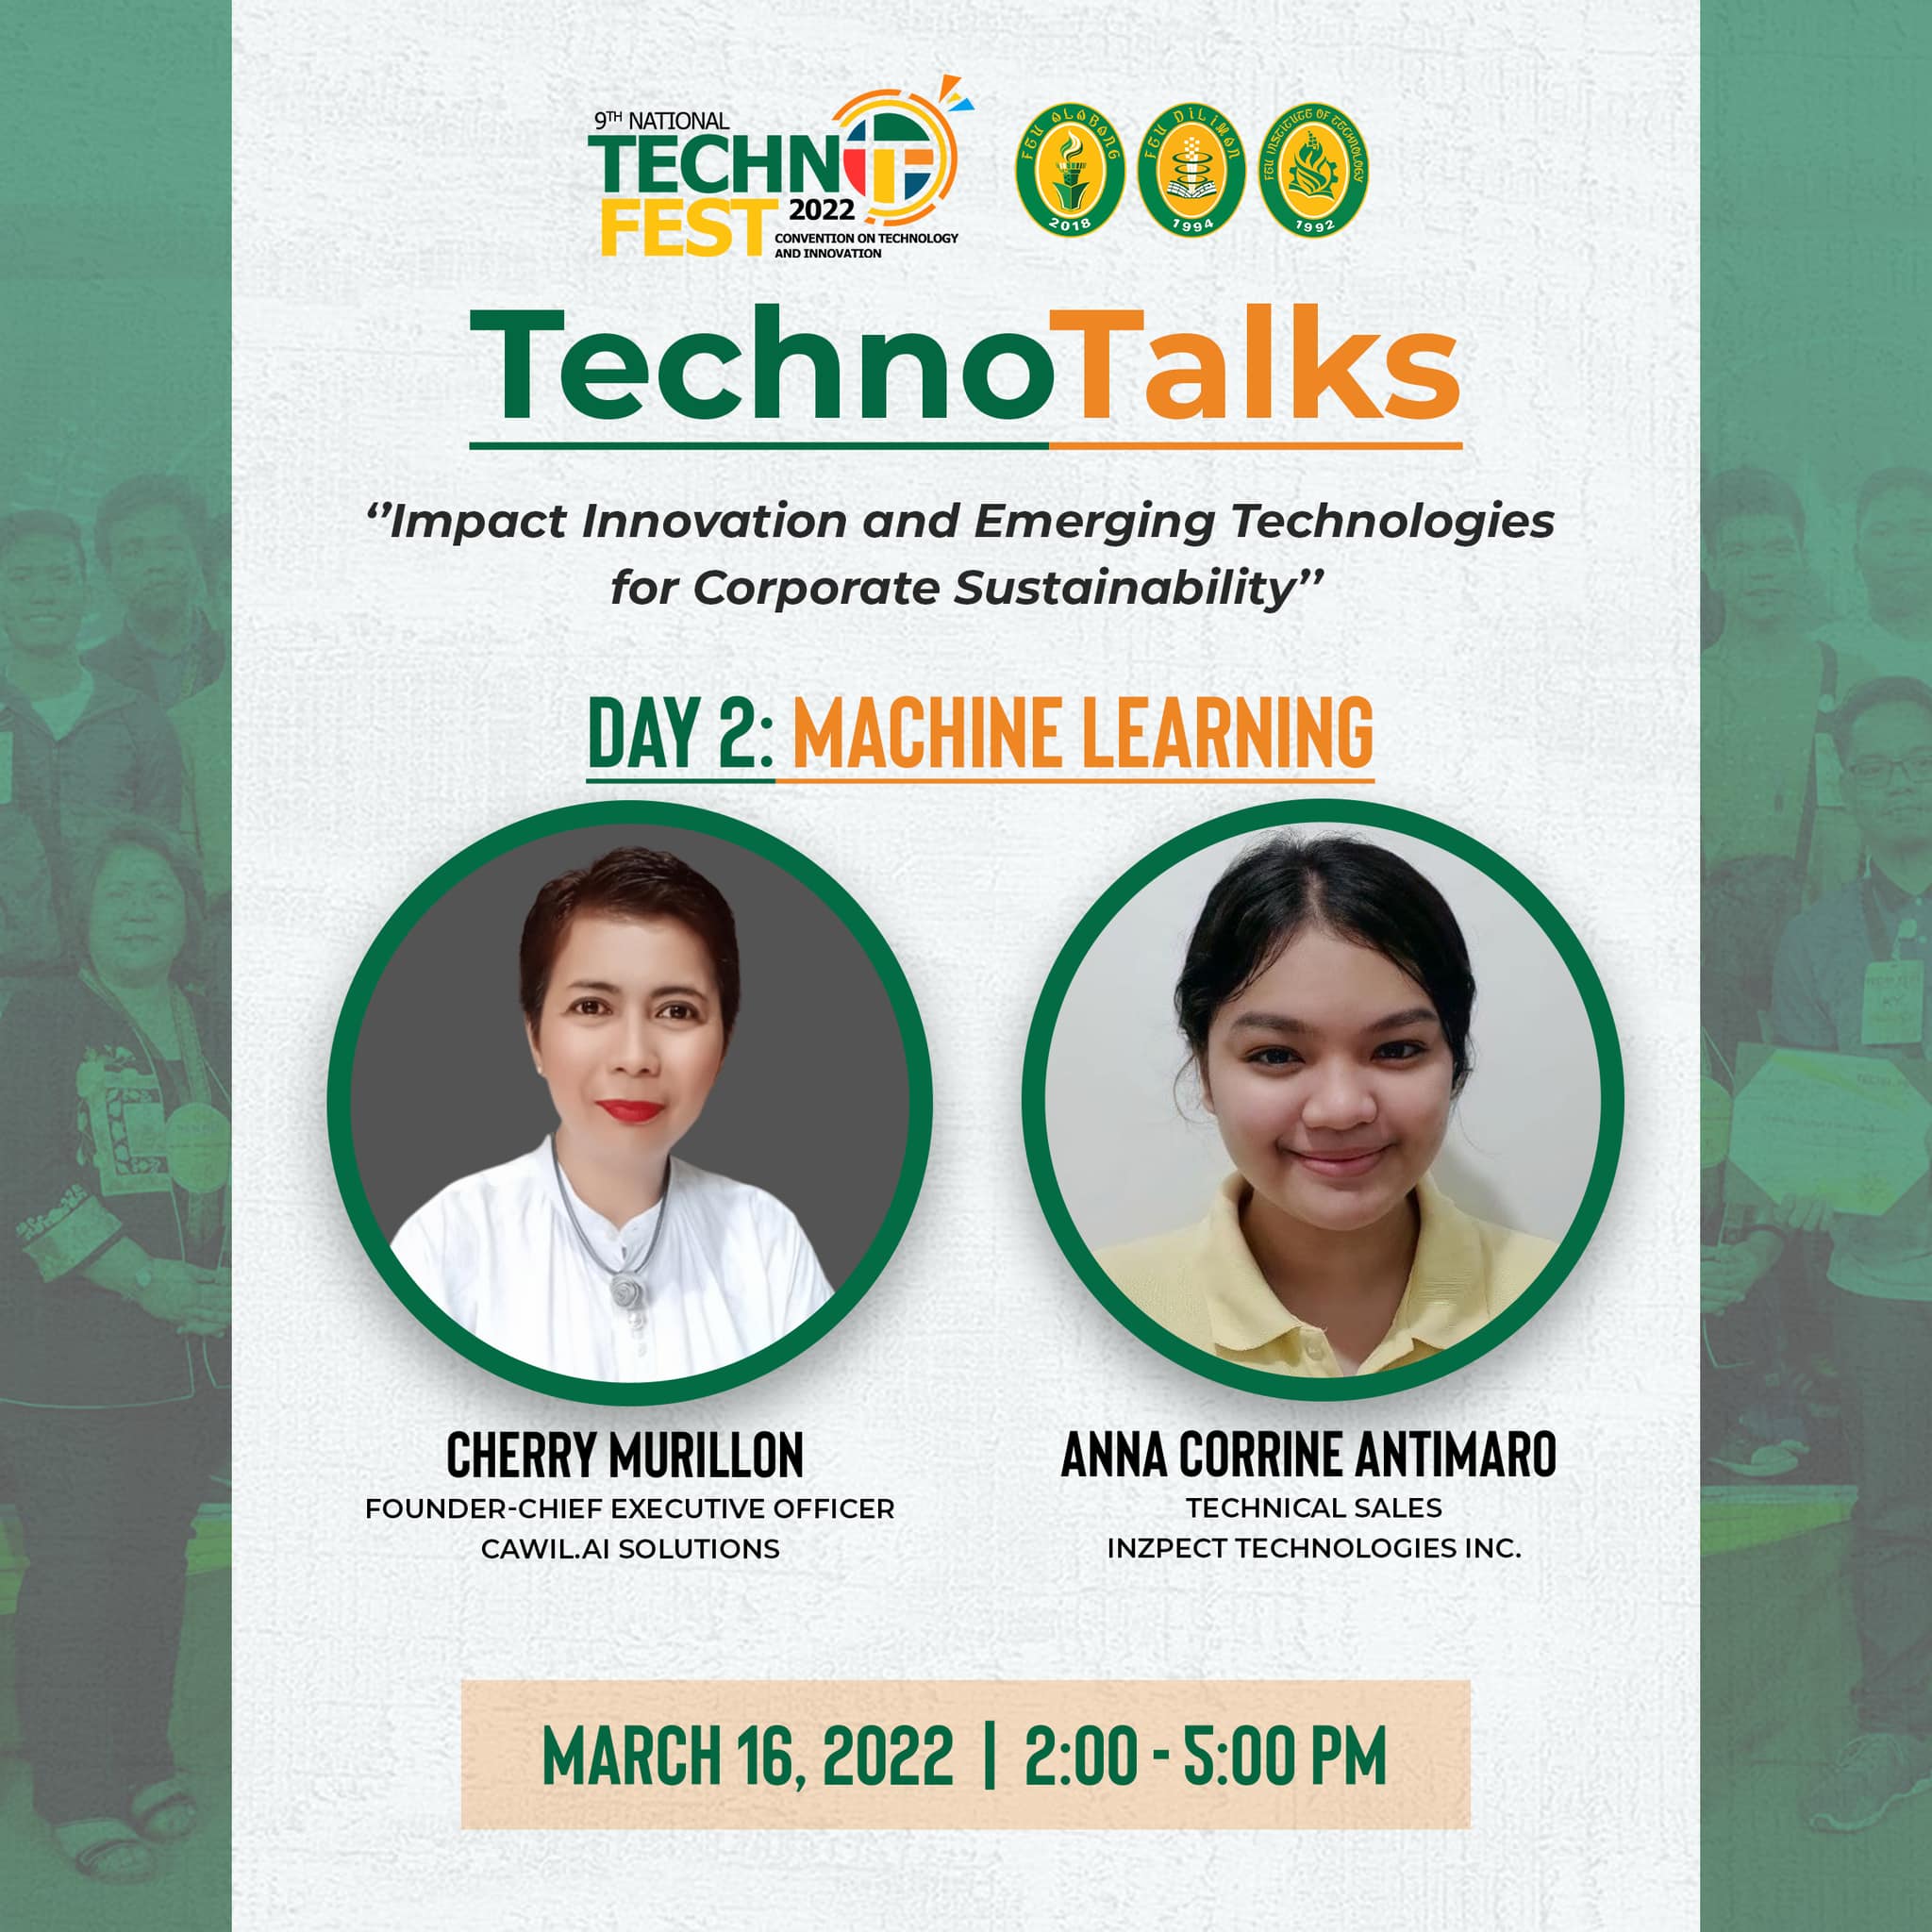 9TH NATIONAL
TECHNO
FEST 2022
CONVENTION ON TECHNOLOGY
AND INNOVATION
FEU ALABANG
2018
FEU DILIMAN
1994
FEU INSTITUTE OF TECHNOLOGY
1992
TechnoTalks
‘’Impact Innovation and Emerging Technologies
for Corporate Sustainability’’
DAY 2: MACHINE LEARNING
CHERRY MURILLON
FOUNDER-CHIEF EXECUTIVE OFFICER
CAWIL.AI SOLUTIONS
ANNA CORRINE ANTIMARO
TECHNICAL SALES
INZPECT TECHNOLOGIES INC.
MARCH 16, 2022 | 2:00 - 5:00 PM